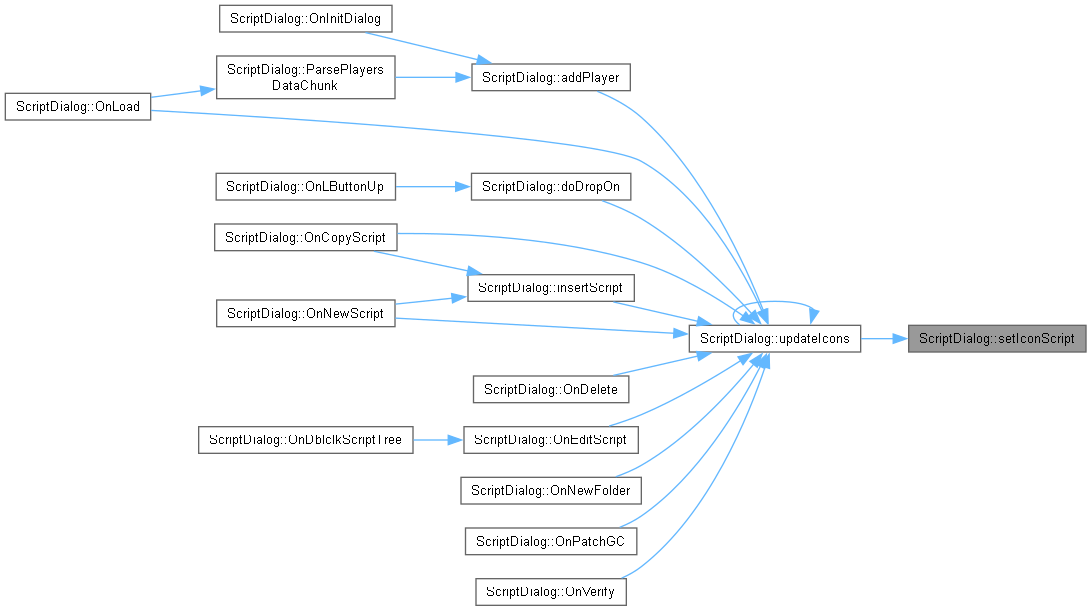 ScriptDialog::OnInitDialog
ScriptDialog::ParsePlayers
DataChunk
ScriptDialog::addPlayer
ScriptDialog::OnLoad
ScriptDialog::OnLButtonUp
ScriptDialog::doDropOn
ScriptDialog::OnCopyScript
ScriptDialog::insertScript
ScriptDialog::OnNewScript
ScriptDialog::updateIcons
ScriptDialog::setIconScript
ScriptDialog::OnDelete
ScriptDialog::OnDblclkScriptTree
ScriptDialog::OnEditScript
ScriptDialog::OnNewFolder
ScriptDialog::OnPatchGC
ScriptDialog::OnVerify